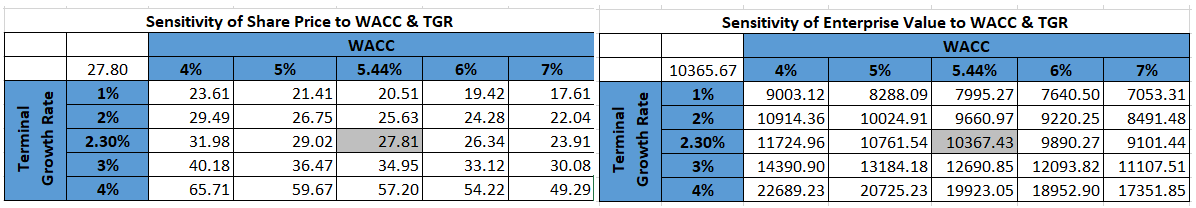 Sensitivity of Share Price to WACC & TGR
WACC
27.80 4% 5% 5.44% 6% 7%
Terminal Growth Rate
1% 23.61 21.41 20.51 19.42 17.61
2% 29.49 26.75 25.63 24.28 22.04
2.30% 31.98 29.02 27.81 26.34 23.91
3% 40.18 36.47 34.95 33.12 30.08
4% 65.71 59.67 57.20 54.22 49.29
Sensitivity of Enterprise Value to WACC & TGR
WACC
10365.67 4% 5% 5.44% 6% 7%
Terminal Growth Rate
1% 9003.12 8288.09 7995.27 7640.50 7053.31
2% 10914.36 10024.91 9660.97 9220.25 8491.48
2.30% 11724.96 10761.54 10367.43 9890.27 9101.44
3% 14390.90 13184.18 12690.85 12093.82 11107.51
4% 22689.23 20725.23 19923.05 18952.90 17351.85